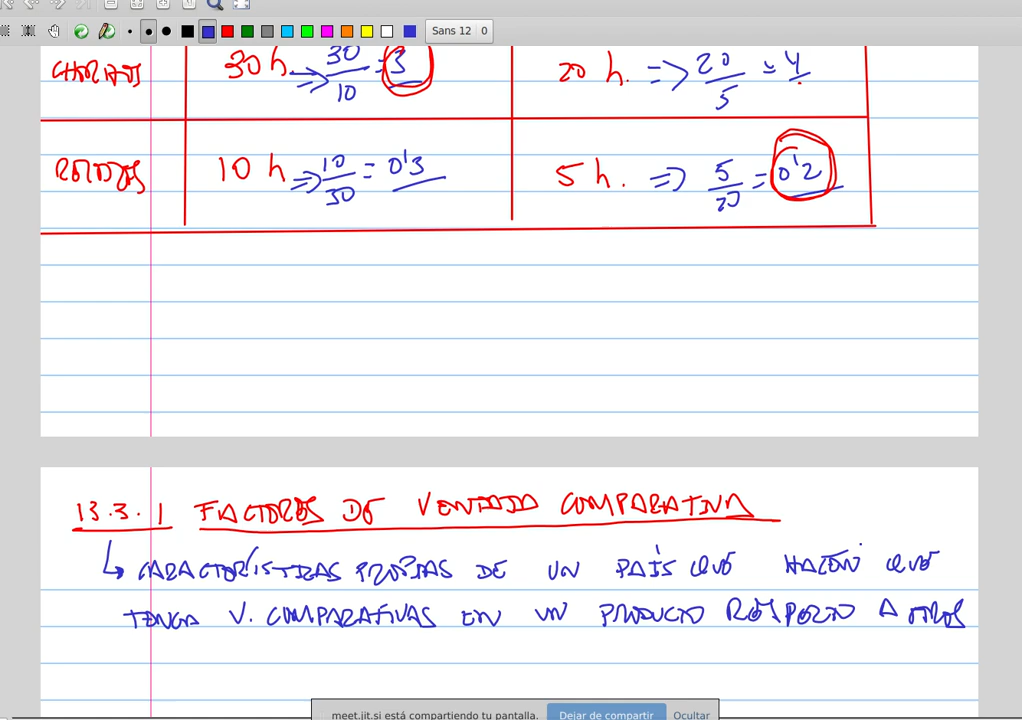 Sans 12 0
CHORIZOS 30 h. => 30/10 = 3 20 h. => 20/5 = 4
RELOJES 10 h => 10/30 = 0'3 5 h. => 5/20 = 0'2
13.3.1 FACTORES DE VENTAJA COMPARATIVA
↳ CARACTERÍSTICAS PROPIAS DE UN PAÍS QUE HACEN QUE
TENGA V. COMPARATIVAS EN UN PRODUCTO RESPECTO A OTROS
meet.jit.si está compartiendo tu pantalla. Dejar de compartir Ocultar